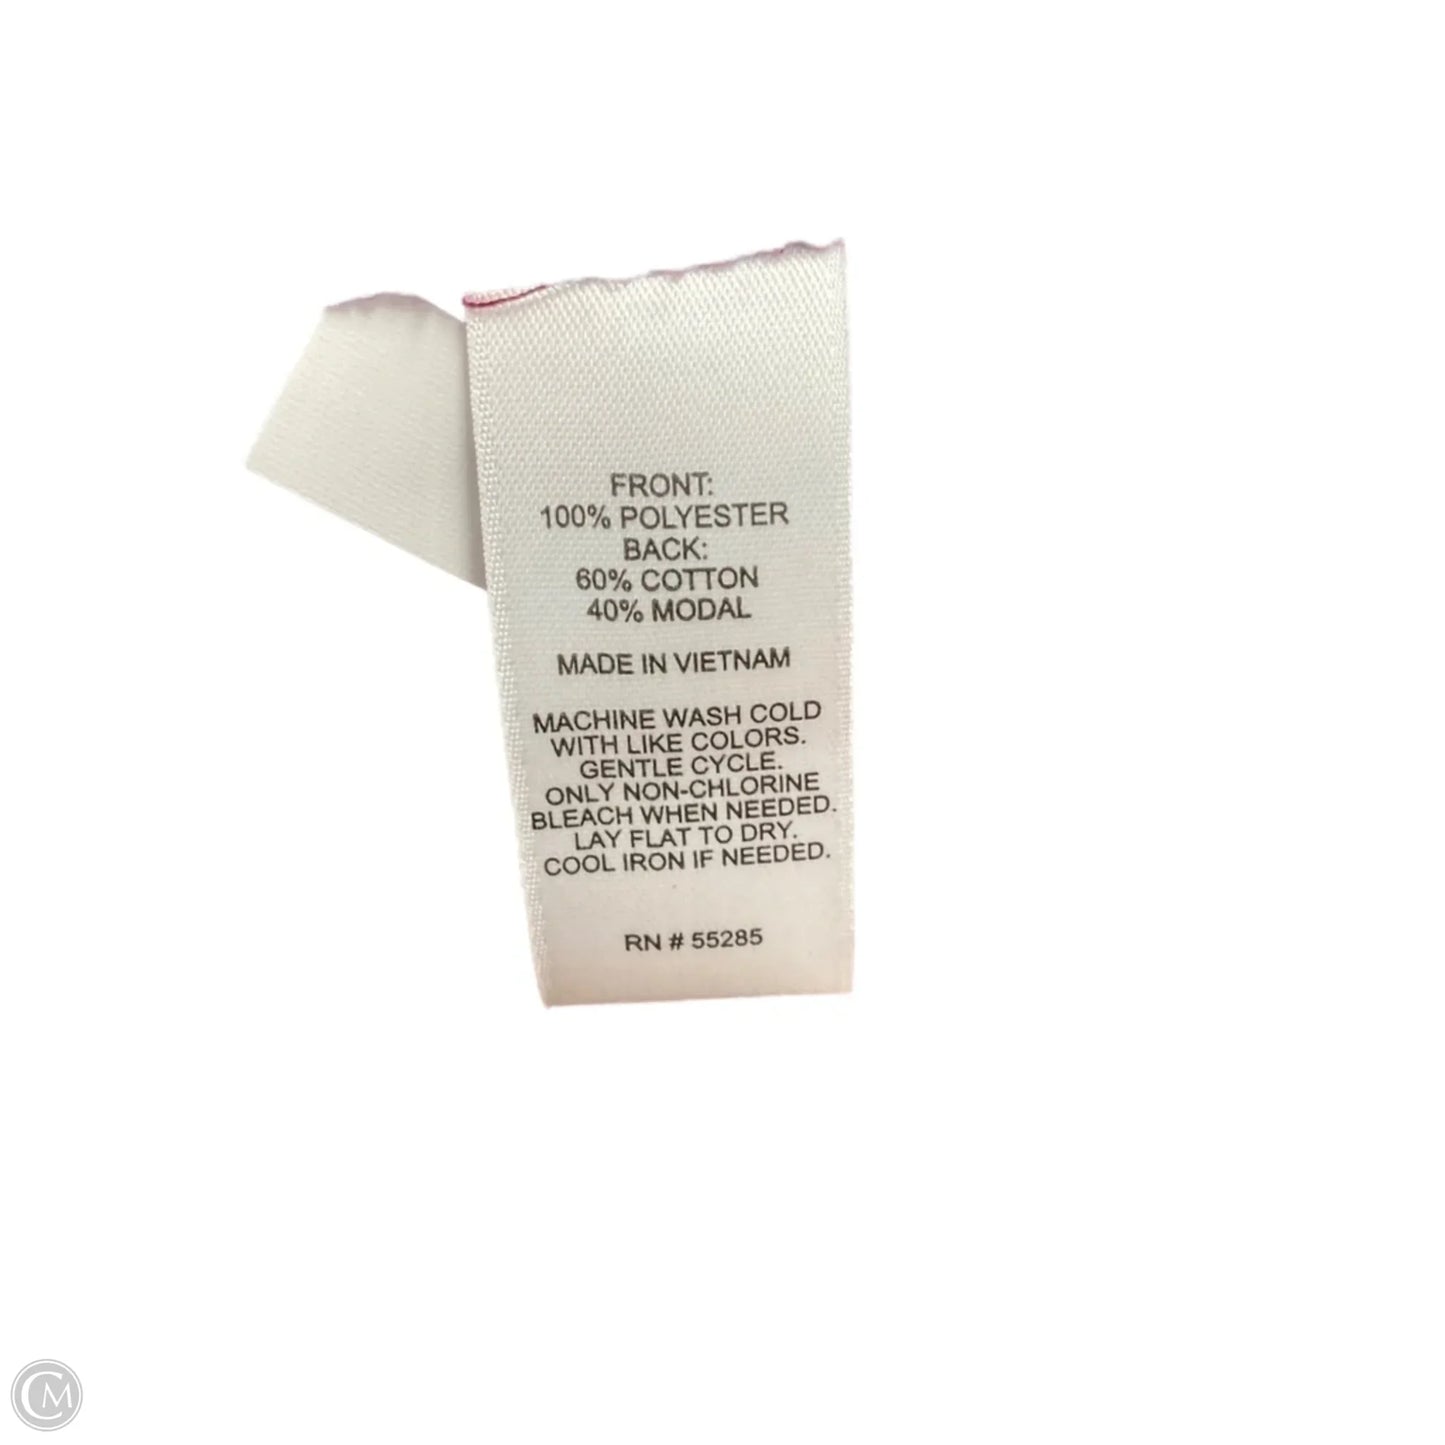 FRONT:
100% POLYESTER
BACK:
60% COTTON
40% MODAL
MADE IN VIETNAM
MACHINE WASH COLD
WITH LIKE COLORS.
GENTLE CYCLE.
ONLY NON-CHLORINE
BLEACH WHEN NEEDED.
LAY FLAT TO DRY.
COOL IRON IF NEEDED.
RN # 55285
CM